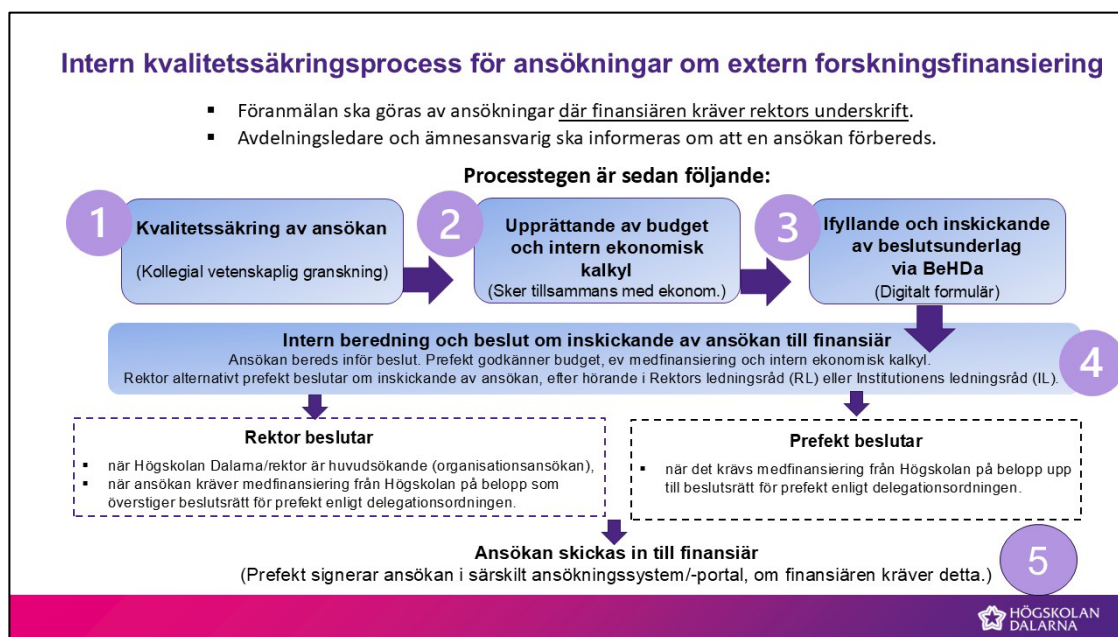 Intern kvalitetssäkringsprocess för ansökningar om extern forskningsfinansiering
▪ Föranmälan ska göras av ansökningar där finansiären kräver rektors underskrift.
▪ Avdelningsledare och ämnesansvarig ska informeras om att en ansökan förbereds.
Processtegen är sedan följande:
1
Kvalitetssäkring av ansökan
(Kollegial vetenskaplig granskning)
2
Upprättande av budget
och intern ekonomisk
kalkyl
(Sker tillsammans med ekonom.)
3
Ifyllande och inskickande
av beslutsunderlag
via BeHDa
(Digitalt formulär)
Intern beredning och beslut om inskickande av ansökan till finansiär
Ansökan bereds inför beslut. Prefekt godkänner budget, ev medfinansiering och intern ekonomisk kalkyl.
Rektor alternativt prefekt beslutar om inskickande av ansökan, efter hörande i Rektors ledningsråd (RL) eller Institutionens ledningsråd (IL).
4
Rektor beslutar
▪ när Högskolan Dalarna/rektor är huvudsökande (organisationsansökan),
▪ när ansökan kräver medfinansiering från Högskolan på belopp som
överstiger beslutsrätt för prefekt enligt delegationsordningen.
Prefekt beslutar
▪ när det krävs medfinansiering från Högskolan på belopp upp
till beslutsrätt för prefekt enligt delegationsordningen.
Ansökan skickas in till finansiär
(Prefekt signerar ansökan i särskilt ansökningssystem/-portal, om finansiären kräver detta.)
5
HÖGSKOLAN
DALARNA